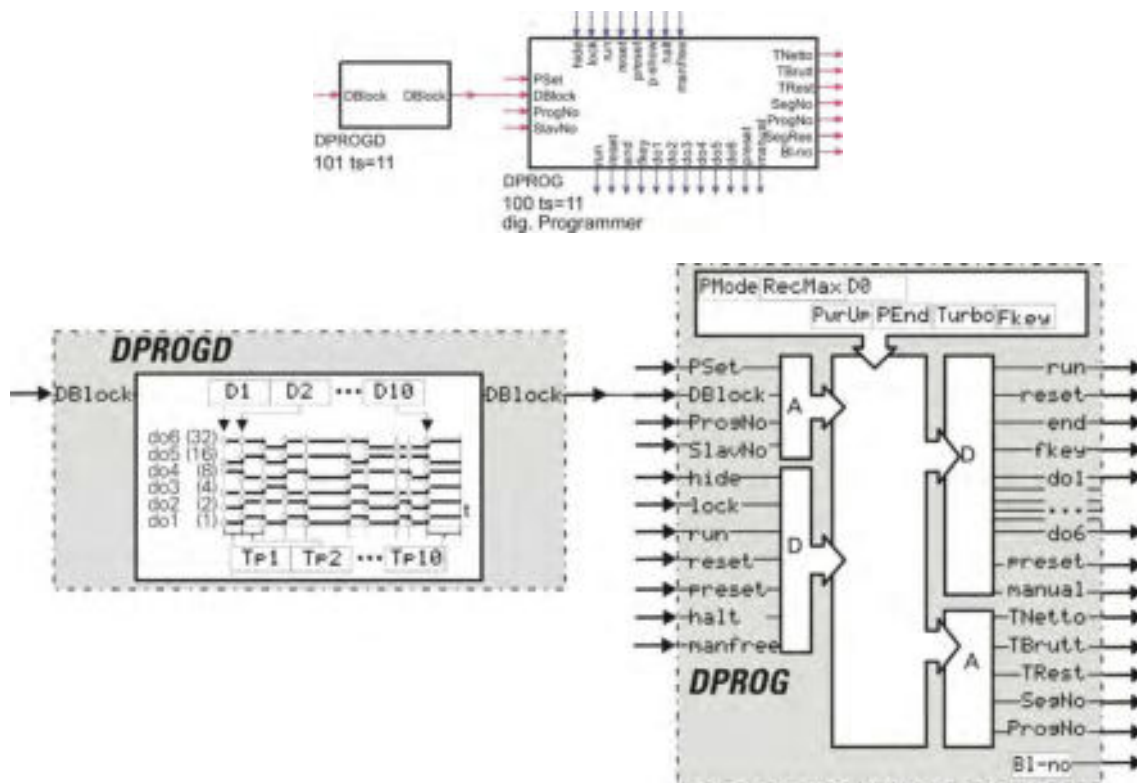 hide lock run reset preset p-show halt manfree
PSet
DBlock
ProgNo
SlavNo
TNetto
TBrutt
TRest
SegNo
ProgNo
SegRes
Bl-no
run reset end fkey do1 do2 do3 do4 do5 do6 preset manual
DBlock DBlock
DPROGD
101 ts=11
DPROG
100 ts=11
dig. Programmer
DPROGD
DBlock
D1 D2 ••• D10
do6 (32)
do5 (16)
do4 (8)
do3 (4)
do2 (2)
do1 (1)
Tp1 Tp2 ••• Tp10
DBlock
PMode RecMax D0
PwrUp PEnd Turbo Fkey
PSet
DBlock
ProgNo
SlavNo
A
hide
lock
run
reset
preset
halt
manfree
D
DPROG
D
run
reset
end
fkey
do1
...
do6
preset
manual
A
TNetto
TBrutt
TRest
SegNo
ProgNo
Bl-no